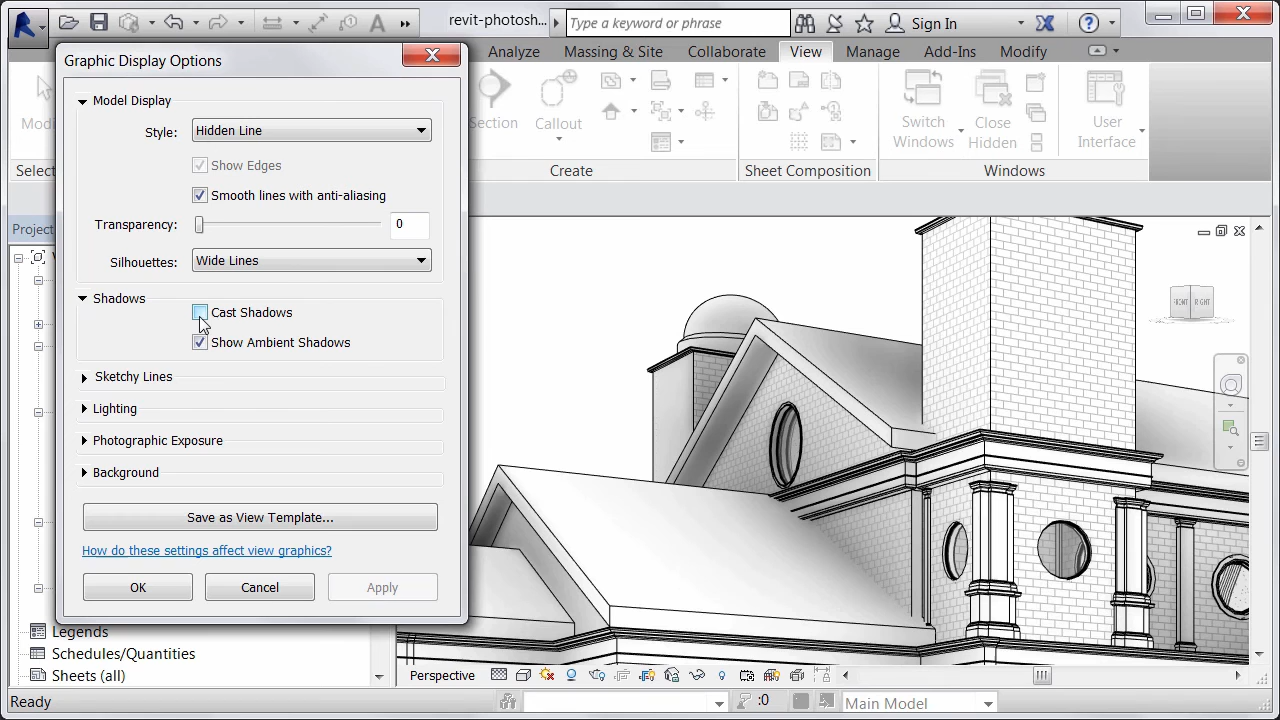 revit-photosh...
Type a keyword or phrase
Sign In
Graphic Display Options
Analyze
Massing & Site
Collaborate
View
Manage
Add-Ins
Modify
Section
Callout
Switch
Windows
Close
Hidden
User
Interface
Create
Sheet Composition
Windows
Modi
Select
Project
Model Display
Style:
Hidden Line
Show Edges
Smooth lines with anti-aliasing
Transparency:
0
Silhouettes:
Wide Lines
Shadows
Cast Shadows
Show Ambient Shadows
Sketchy Lines
Lighting
Photographic Exposure
Background
Save as View Template...
How do these settings affect view graphics?
OK
Cancel
Apply
FRONT
RIGHT
Legends
Schedules/Quantities
Sheets (all)
Perspective
Ready
:0
Main Model